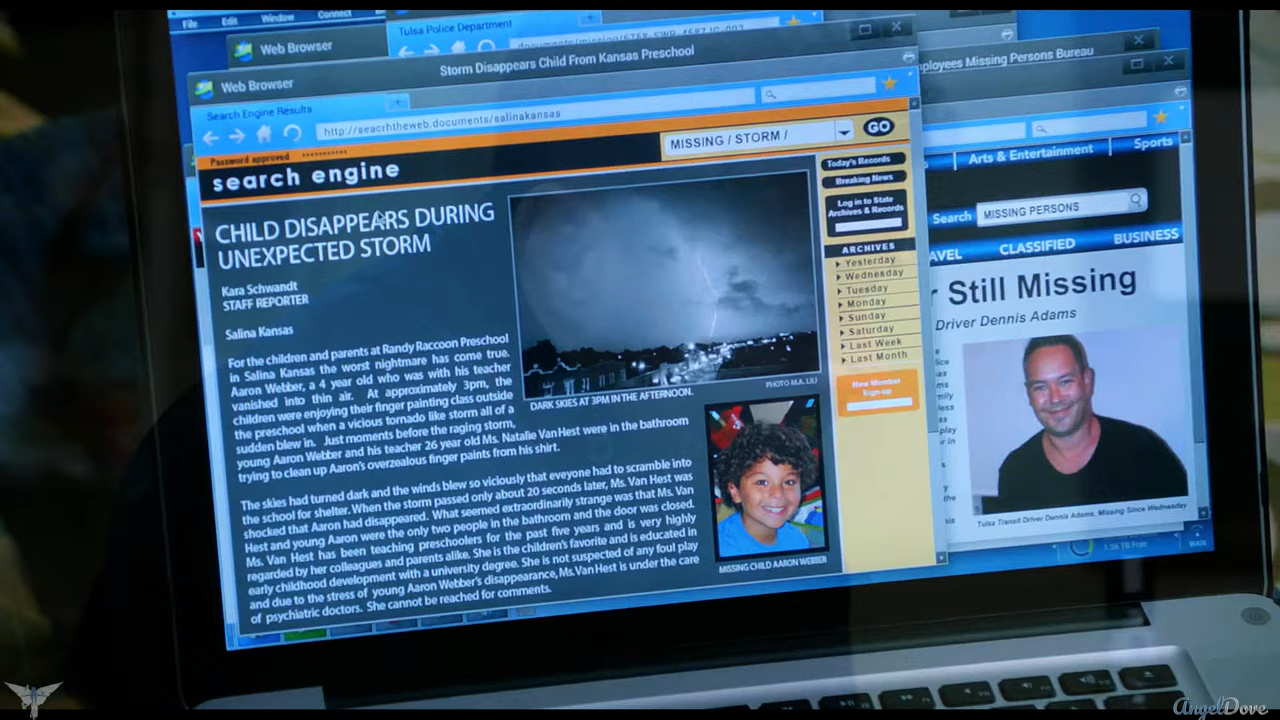 File Edit Window Connect
Tulsa Police Department
Web Browser
Storm Disappears Child From Kansas Preschool
Web Browser
Search Engine Results
http://seacrhtheweb.documents/salinakansas
Password approved
MISSING / STORM /
GO
search engine
CHILD DISAPPEARS DURING
UNEXPECTED STORM
Kara Schwandt
STAFF REPORTER
Salina Kansas
For the children and parents at Randy Raccoon Preschool
in Salina Kansas the worst nightmare has come true.
Aaron Webber, a 4 year old who was with his teacher
vanished into thin air. At approximately 3pm, the
children were enjoying their finger painting class outside
the preschool when a vicious tornado like storm all of a
sudden blew in. Just moments before the raging storm,
young Aaron Webber and his teacher 26 year old Ms. Natalie Van Hest were in the bathroom
trying to clean up Aaron's overzealous finger paints from his shirt.
The skies had turned dark and the winds blew so viciously that eveyone had to scramble into
the school for shelter. When the storm passed only about 20 seconds later, Ms. Van Hest was
shocked that Aaron had disappeared. What seemed extraordinarily strange was that Ms. Van
Hest and young Aaron were the only two people in the bathroom and the door was closed.
Ms. Van Hest has been teaching preschoolers for the past five years and is very highly
regarded by her colleagues and parents alike. She is the children's favorite and is educated in
early childhood development with a university degree. She is not suspected of any foul play
and due to the stress of young Aaron Webber's disappearance, Ms. Van Hest is under the care
of psychiatric doctors. She cannot be reached for comments.
PHOTO M.A. LIU
DARK SKIES AT 3PM IN THE AFTERNOON.
MISSING CHILD AARON WEBBER
Today's Records
Breaking News
Log in to State
Archives & Records
ARCHIVES
Yesterday
Wednesday
Tuesday
Monday
Sunday
Saturday
Last Week
Last Month
New Member
Sign-up
Missing Persons Bureau
Arts & Entertainment
Sports
Search
MISSING PERSONS
CLASSIFIED
BUSINESS
Still Missing
Driver Dennis Adams
Tulsa Transit Driver Dennis Adams, Missing Since Wednesday
1.56 TB Free
AngelDove